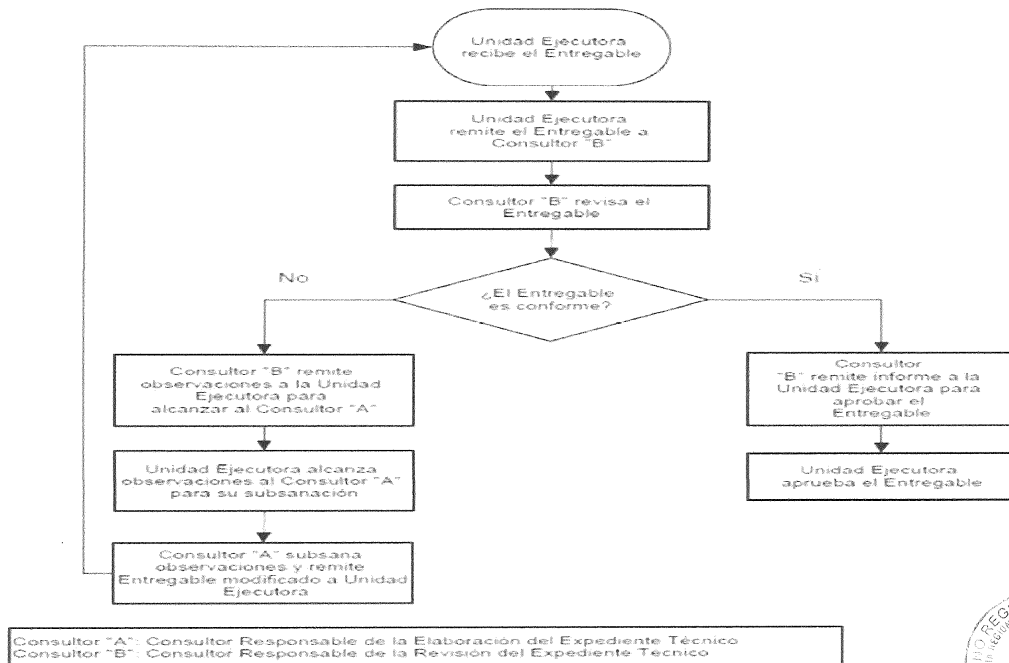 Unidad Ejecutora
recibe el Entregable
Unidad Ejecutora
remite el Entregable a
Consultor "B"
Consultor "B" revisa el
Entregable
¿El Entregable
es conforme?
No
Sí
Consultor "B" remite
observaciones a la Unidad
Ejecutora para
alcanzar al Consultor "A"
Unidad Ejecutora alcanza
observaciones al Consultor "A"
para su subsanación
Consultor "A" subsana
observaciones y remite
Entregable modificado a Unidad
Ejecutora
Consultor
"B" remite informe a la
Unidad Ejecutora para
aprobar el
Entregable
Unidad Ejecutora
aprueba el Entregable
Consultor "A": Consultor Responsable de la Elaboración del Expediente Técnico
Consultor "B": Consultor Responsable de la Revisión del Expediente Técnico